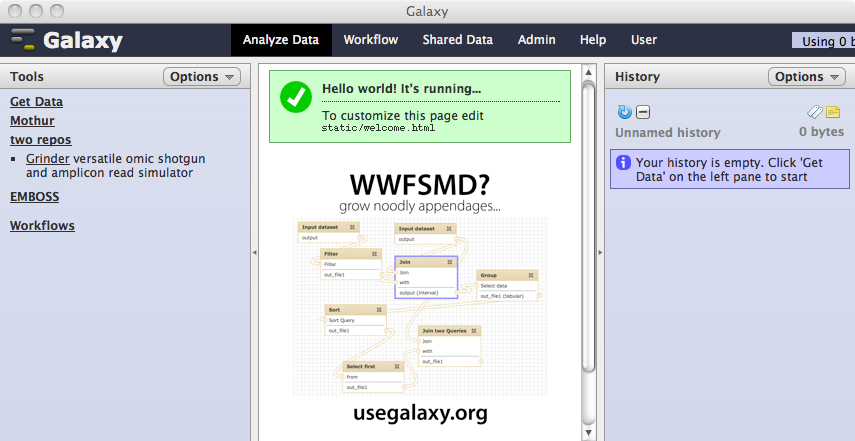 Galaxy
Galaxy
Analyze Data Workflow Shared Data Admin Help User Using 0 b
Tools Options
Get Data
Mothur
two repos
Grinder versatile omic shotgun
and amplicon read simulator
EMBOSS
Workflows
Hello world! It's running...
To customize this page edit
static/welcome.html
WWFSMD?
grow noodly appendages...
Input dataset
output
Input dataset
output
Filter
Filter
out_file1
Join
Join
with
output (interval)
Group
Select data
out_file1 (tabular)
Sort
Sort Query
out_file1
Join two Queries
Join
with
out_file1
Select first
from
out_file1
usegalaxy.org
History Options
Unnamed history 0 bytes
Your history is empty. Click 'Get
Data' on the left pane to start